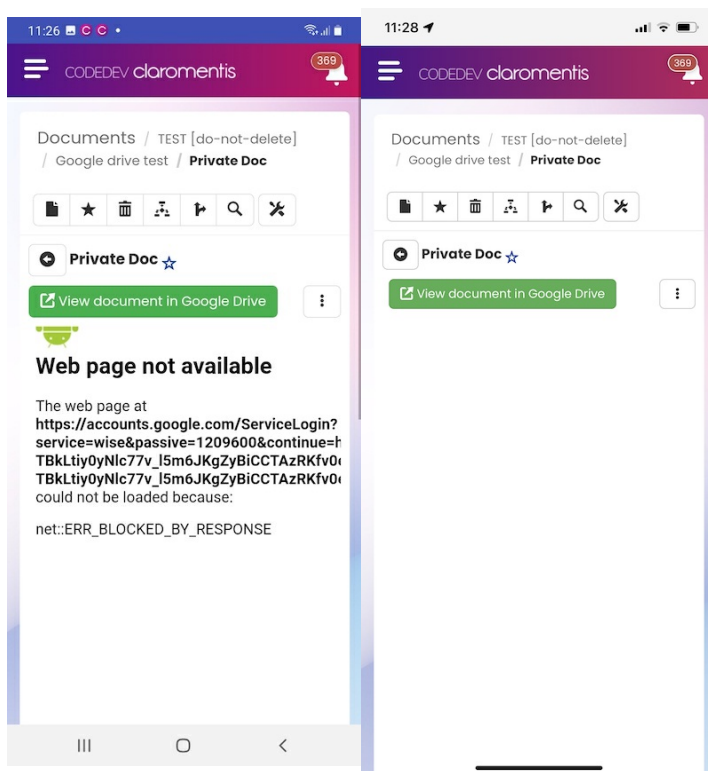 11:26 C C •
CODEDEV claromentis 369
Documents / TEST [do-not-delete]
/ Google drive test / Private Doc
Private Doc
View document in Google Drive
Web page not available
The web page at
https://accounts.google.com/ServiceLogin?
service=wise&passive=1209600&continue=h
TBkLtiy0yNlc77v_l5m6JKgZyBiCCTAzRKfv0
TBkLtiy0yNlc77v_l5m6JKgZyBiCCTAzRKfv0
could not be loaded because:
net::ERR_BLOCKED_BY_RESPONSE
11:28
CODEDEV claromentis 369
Documents / TEST [do-not-delete]
/ Google drive test / Private Doc
Private Doc
View document in Google Drive